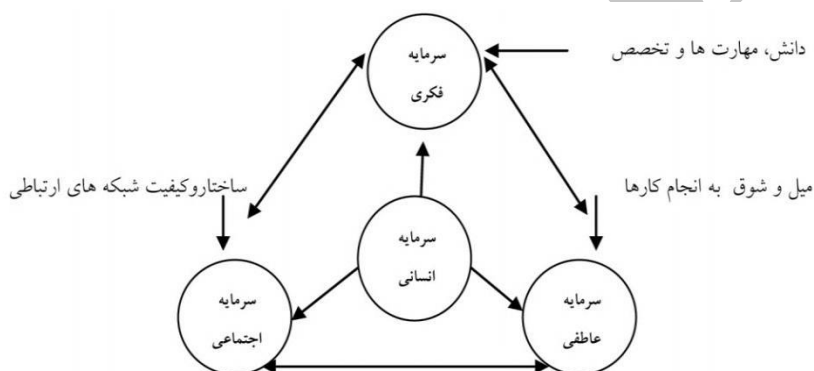 سرمایه
فکری
دانش، مهارت ها و تخصص
ساختاروکیفیت شبکه های ارتباطی
میل و شوق به انجام کارها
سرمایه
انسانی
سرمایه
اجتماعی
سرمایه
عاطفی